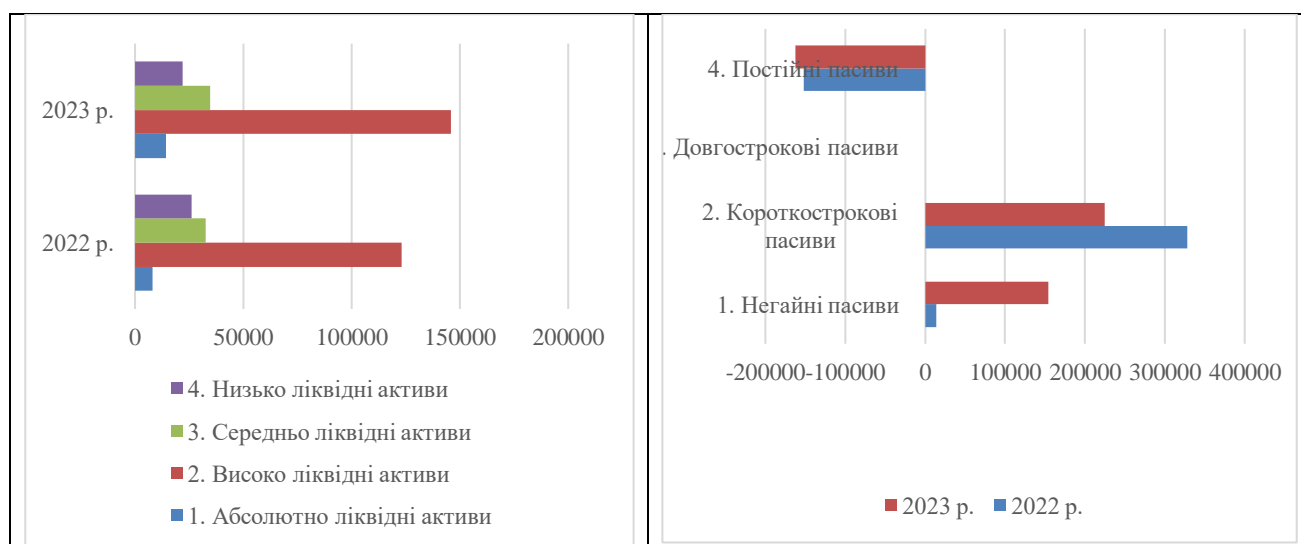 2023 р.
2022 р.
0 50000 100000 150000 200000
4. Низько ліквідні активи
3. Середньо ліквідні активи
2. Високо ліквідні активи
1. Абсолютно ліквідні активи
4. Постійні пасиви
. Довгострокові пасиви
2. Короткострокові
пасиви
1. Негайні пасиви
-200000 -100000 0 100000 200000 300000 400000
2023 р. 2022 р.